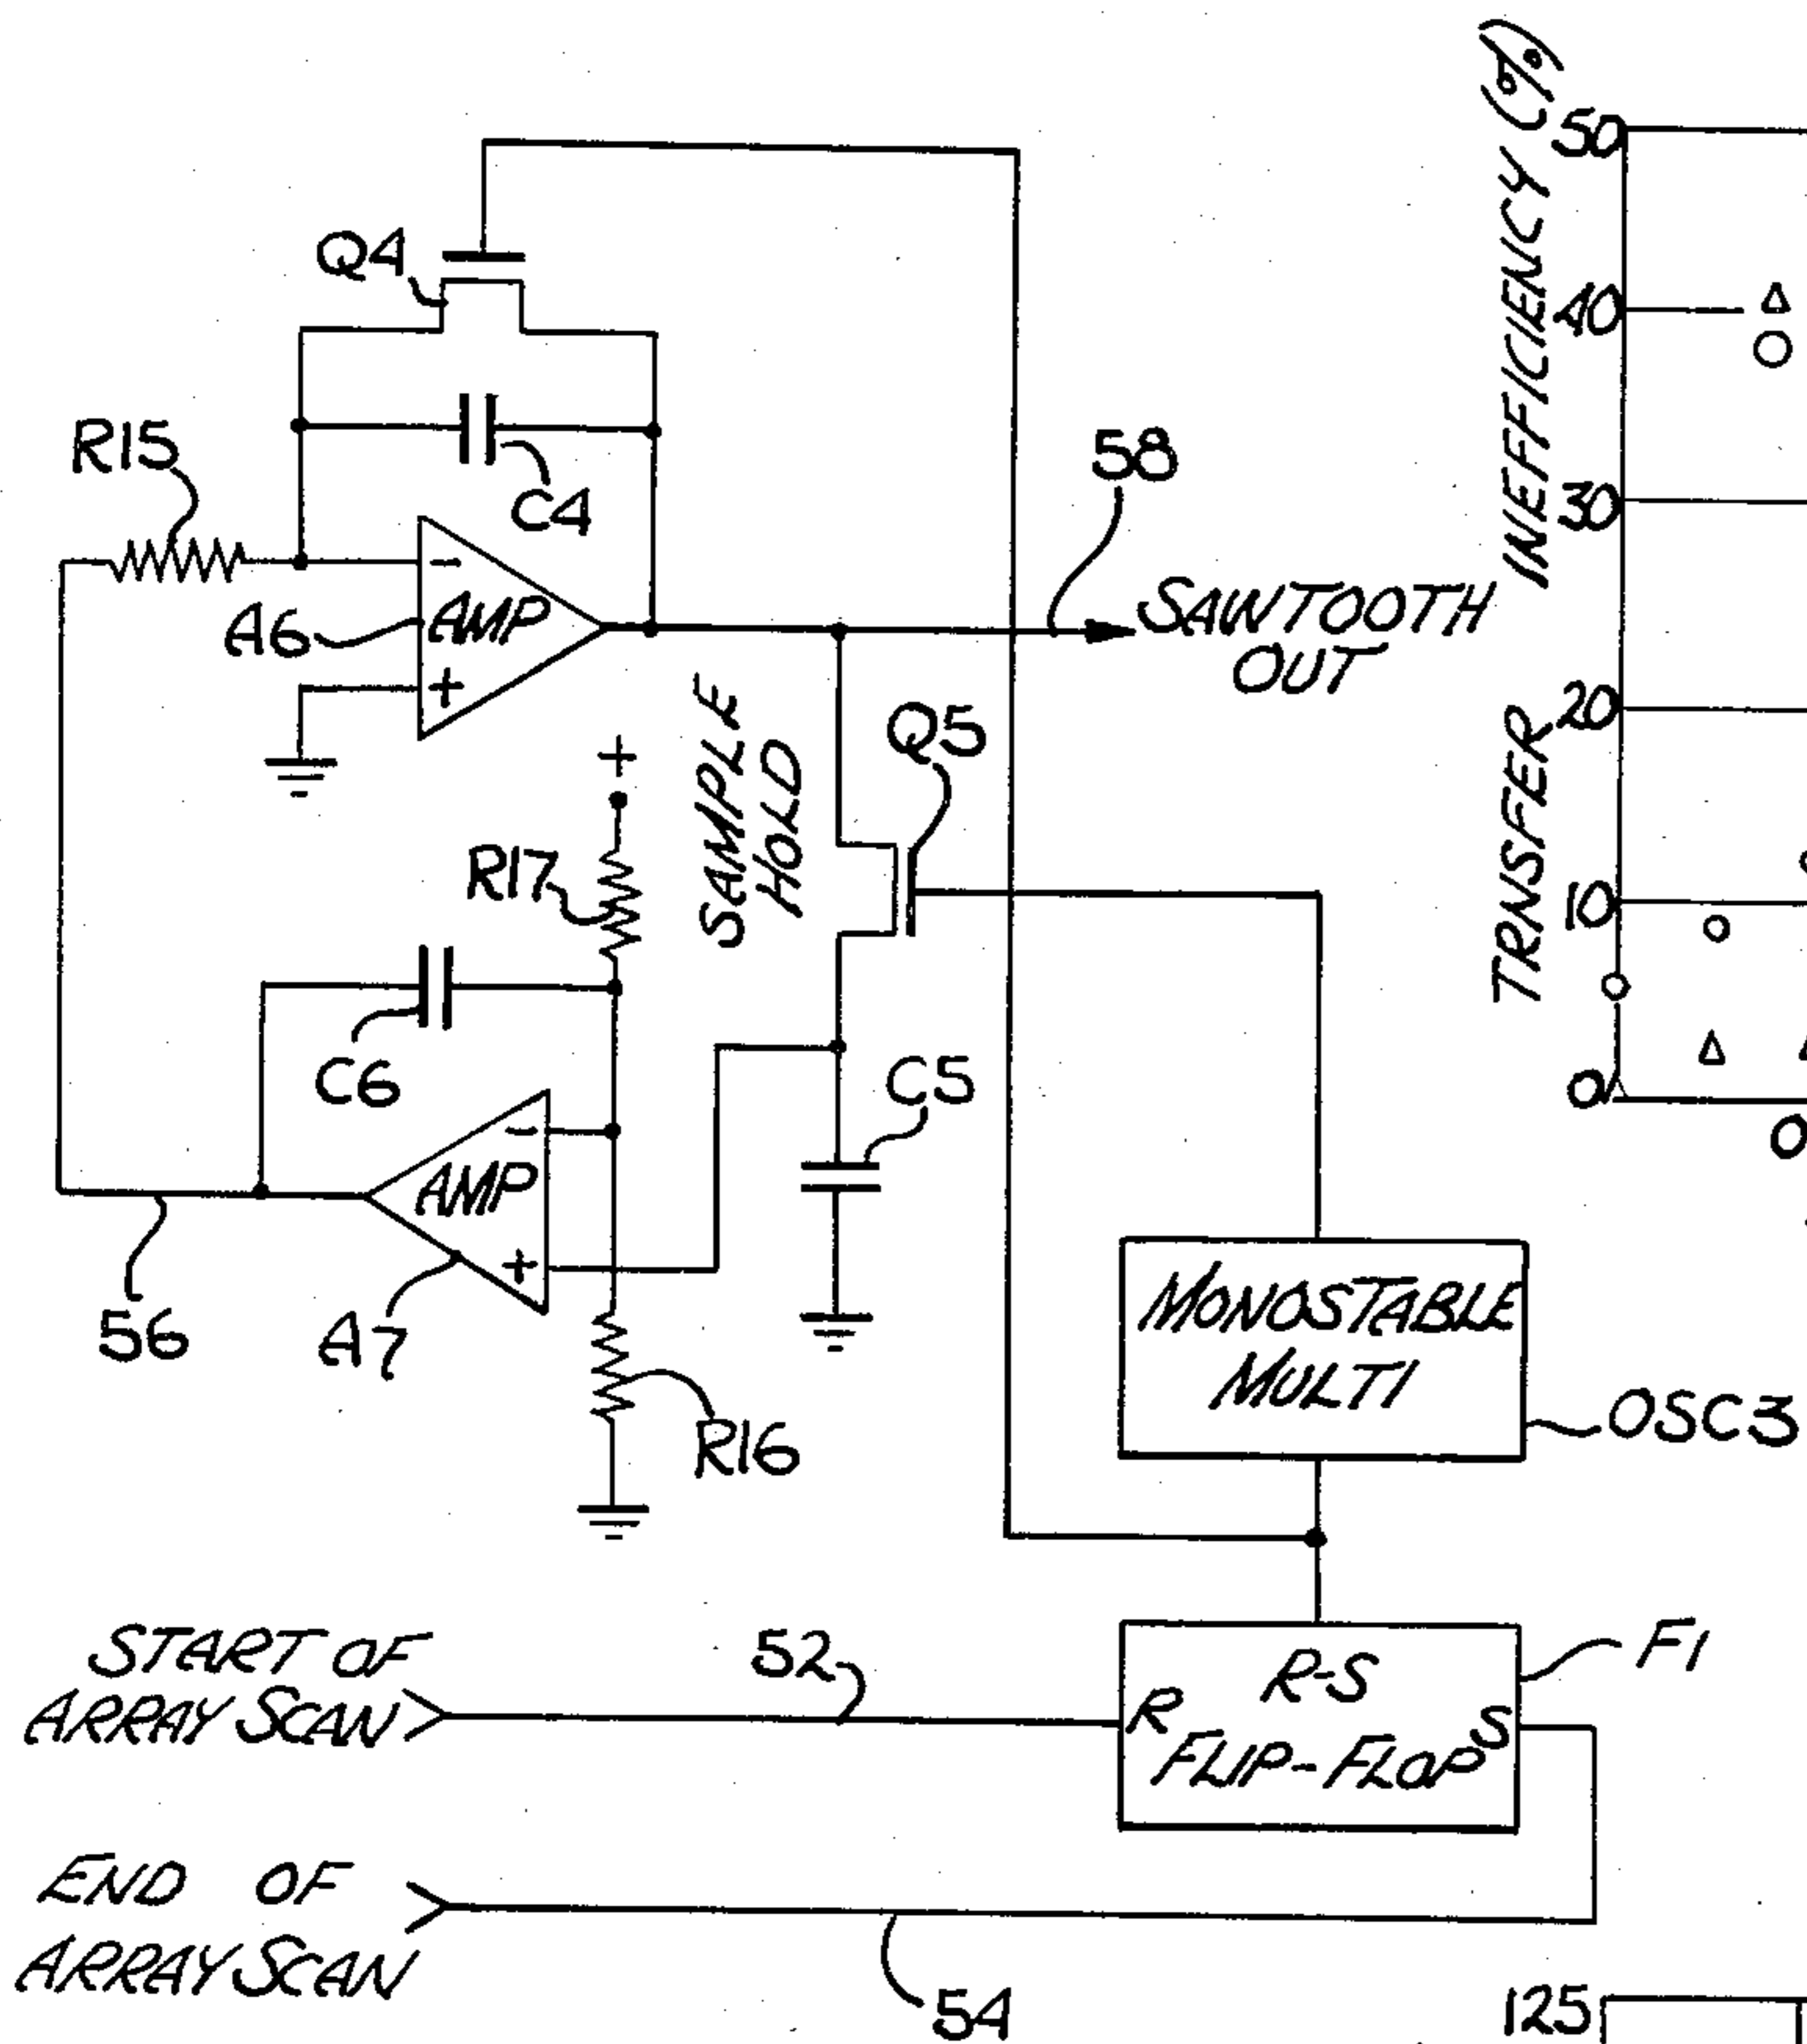 Q4
R15
C4
58
A6
AMP
-
+
SAWTOOTH
OUT
SAMPLE
HOLD
Q5
+
R17
C6
C5
AMP
-
+
56
A7
R16
MONOSTABLE
MULTI
OSC3
START OF
ARRAY SCAN
52
R-S
FLIP-FLOP
R
S
F1
END OF
ARRAY SCAN
54
TRNSFER INEFFICIENCY (%)
50
40
30
20
10
0
0
125